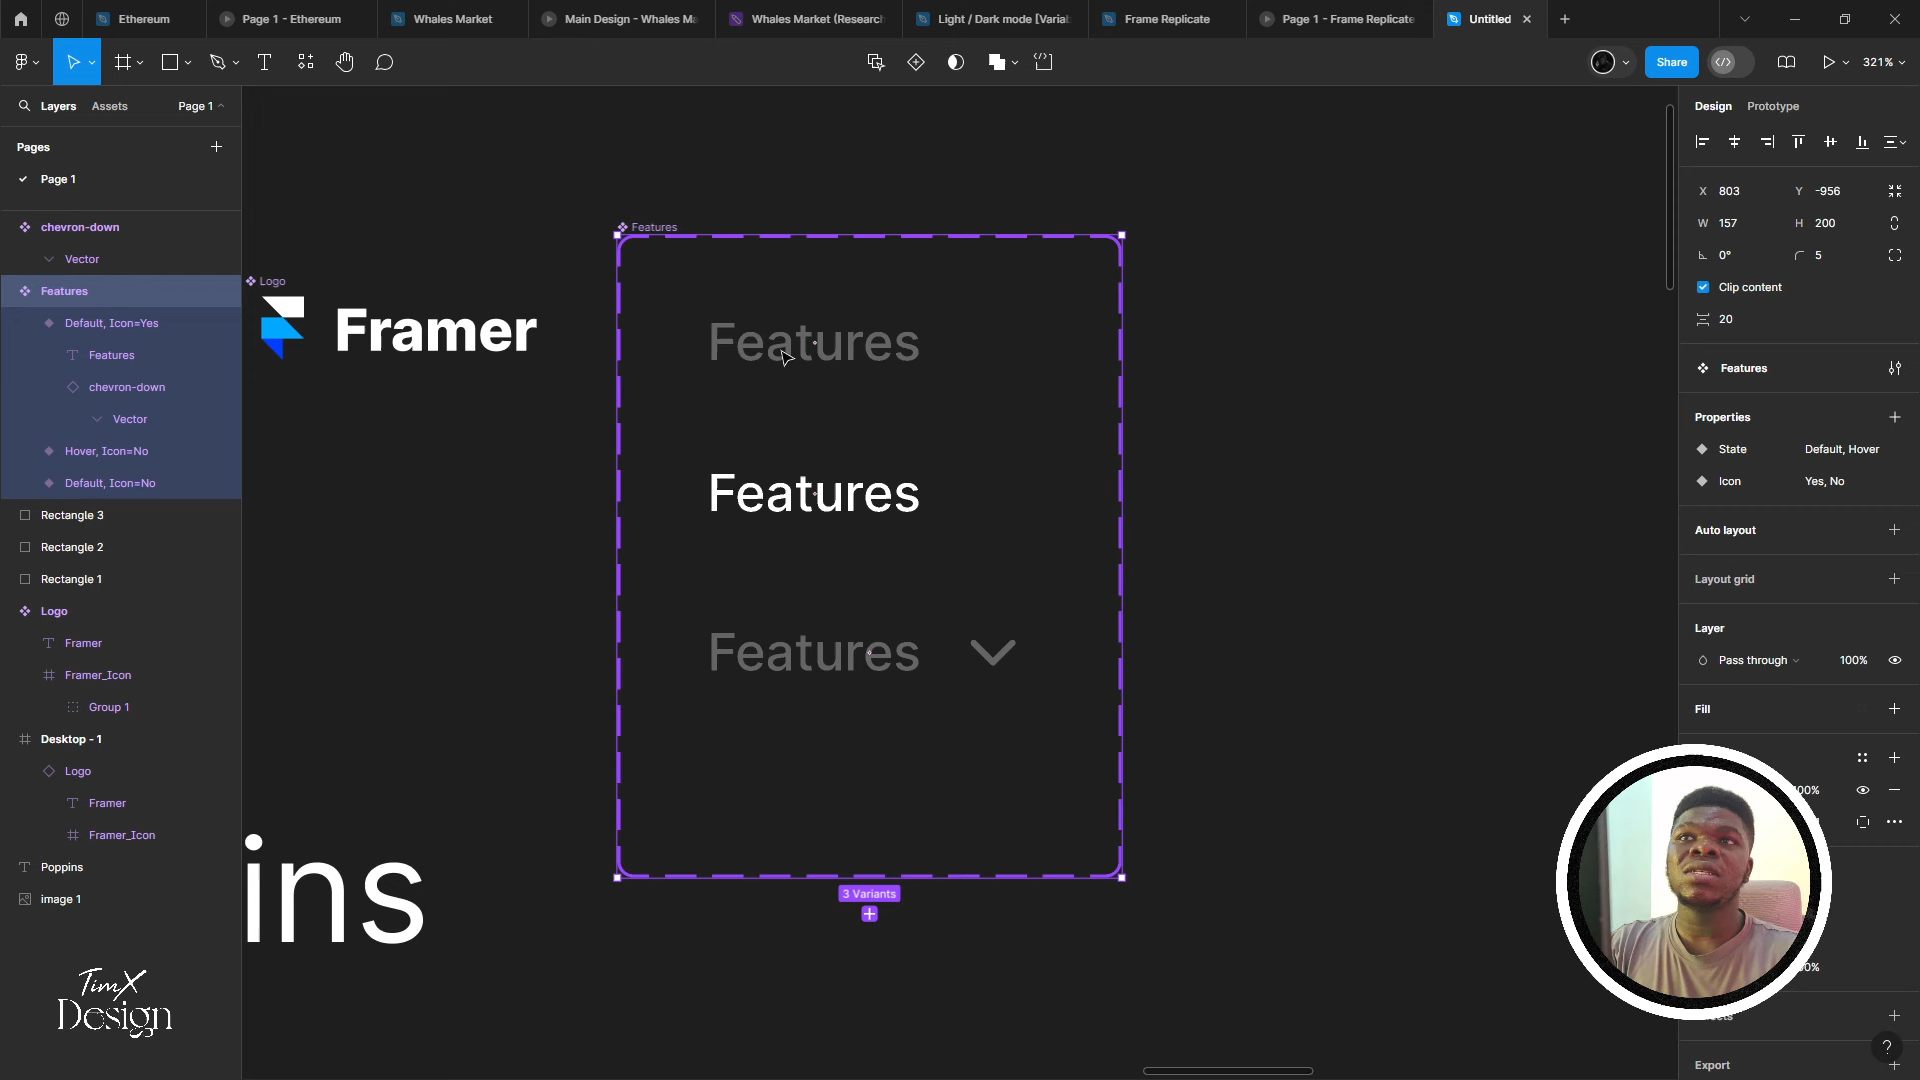 Ethereum
Page 1 - Ethereum
Whales Market
Main Design - Whales Ma
Whales Market (Research
Light / Dark mode [Variab
Frame Replicate
Page 1 - Frame Replicate
Untitled
Share
321%
Layers
Assets
Page 1
Pages
Page 1
chevron-down
Vector
Features
Default, Icon=Yes
Features
chevron-down
Vector
Hover, Icon=No
Default, Icon=No
Rectangle 3
Rectangle 2
Rectangle 1
Logo
Framer
Framer_Icon
Group 1
Desktop - 1
Logo
Framer
Framer_Icon
Poppins
image 1
TimX
Design
Logo
Framer
ins
Features
Features
Features
Features
3 Variants
Design
Prototype
X 803
Y -956
W 157
H 200
0°
5
Clip content
20
Features
Properties
State
Default, Hover
Icon
Yes, No
Auto layout
Layout grid
Layer
Pass through
100%
Fill
Export
?